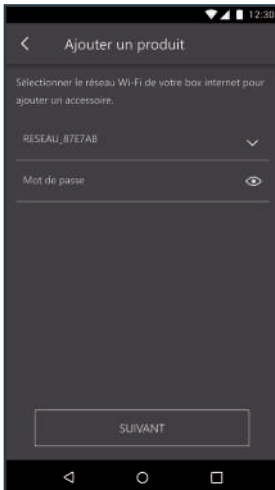 12:30
Ajouter un produit
Sélectionner le réseau Wi-Fi de votre box internet pour
ajouter un accessoire.
RESEAU_87E7AB
Mot de passe
SUIVANT